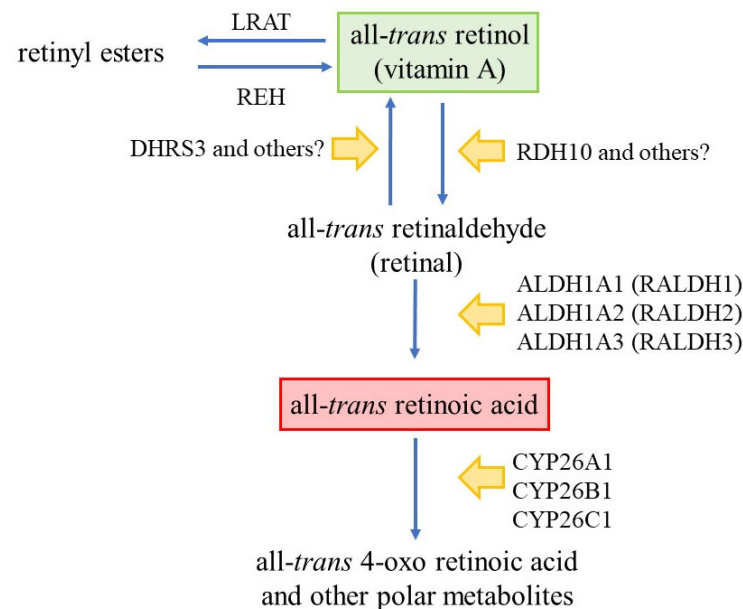 LRAT
retinyl esters
all-trans retinol
(vitamin A)
REH
DHRS3 and others?
RDH10 and others?
all-trans retinaldehyde
(retinal)
ALDH1A1 (RALDH1)
ALDH1A2 (RALDH2)
ALDH1A3 (RALDH3)
all-trans retinoic acid
CYP26A1
CYP26B1
CYP26C1
all-trans 4-oxo retinoic acid
and other polar metabolites